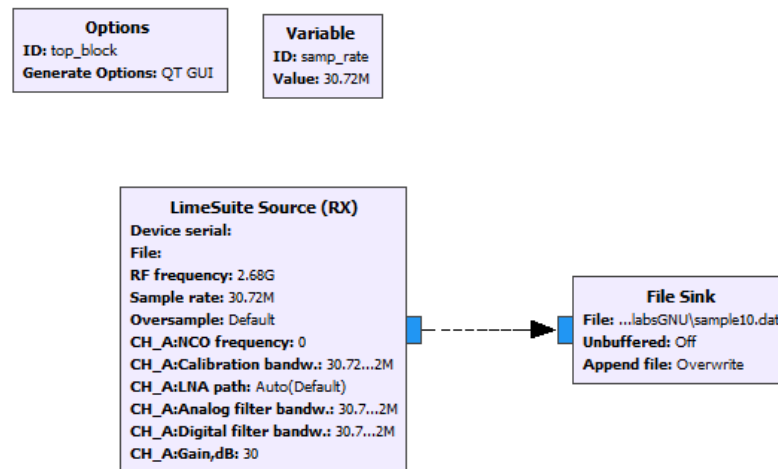 Options
ID: top_block
Generate Options: QT GUI
Variable
ID: samp_rate
Value: 30.72M
LimeSuite Source (RX)
Device serial:
File:
RF frequency: 2.68G
Sample rate: 30.72M
Oversample: Default
CH_A:NCO frequency: 0
CH_A:Calibration bandw.: 30.72...2M
CH_A:LNA path: Auto(Default)
CH_A:Analog filter bandw.: 30.7...2M
CH_A:Digital filter bandw.: 30.7...2M
CH_A:Gain,dB: 30
File Sink
File: ...labsGNU\sample10.dat
Unbuffered: Off
Append file: Overwrite